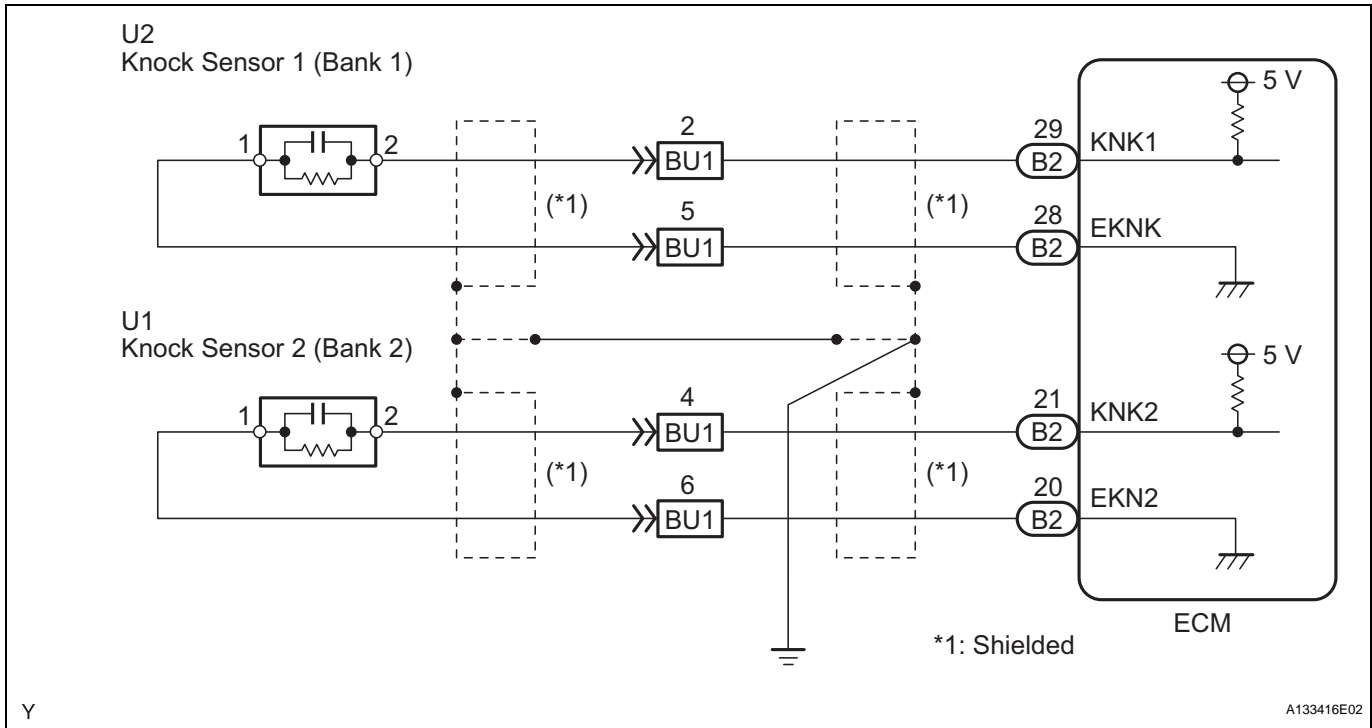 U2
Knock Sensor 1 (Bank 1)
5 V
1
2
2
BU1
29
B2
KNK1
(*1)
(*1)
5
BU1
28
B2
EKNK
U1
Knock Sensor 2 (Bank 2)
5 V
1
2
4
BU1
21
B2
KNK2
(*1)
(*1)
6
BU1
20
B2
EKN2
*1: Shielded
ECM
Y
A133416E02